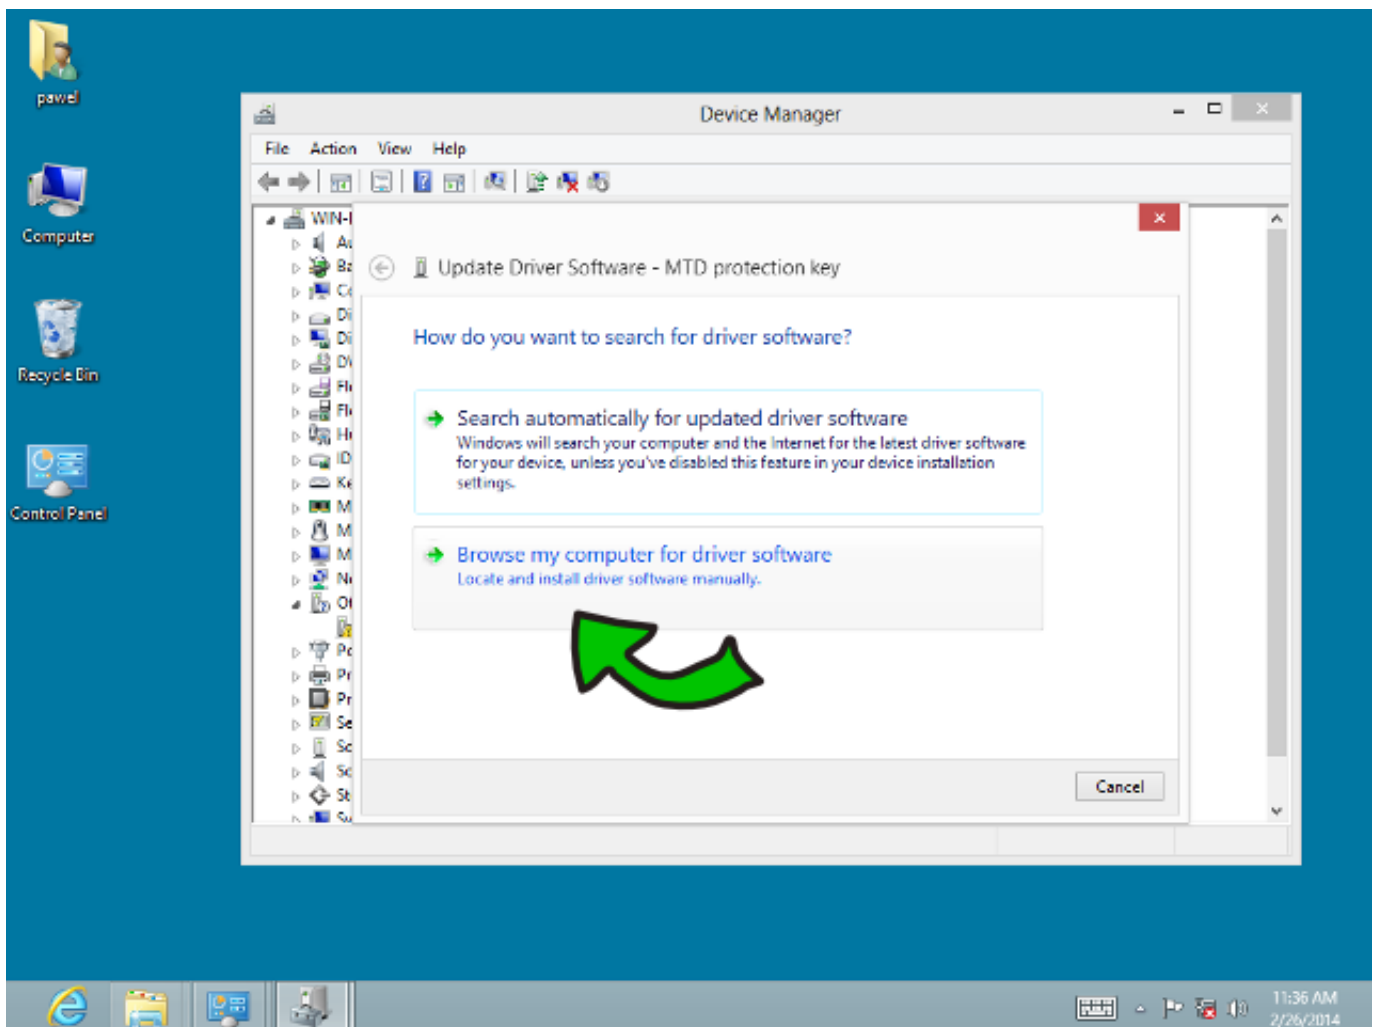 pawel
Computer
Recycle Bin
Control Panel
Device Manager
File Action View Help
WIN-
Update Driver Software - MTD protection key
How do you want to search for driver software?
Search automatically for updated driver software
Windows will search your computer and the Internet for the latest driver software
for your device, unless you've disabled this feature in your device installation
settings.
Browse my computer for driver software
Locate and install driver software manually.
Cancel
11:36 AM
2/26/2014